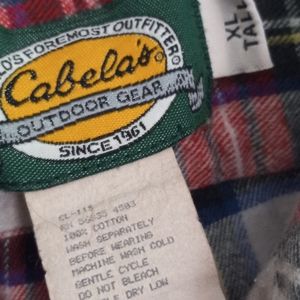 D'S FOREMOST OUTFITTER
Cabela's
OUTDOOR GEAR
SINCE 1961
XL
TALL
100% COTTON
WASH SEPARATELY
BEFORE WEARING
MACHINE WASH COLD
GENTLE CYCLE
DO NOT BLEACH
DRY LOW